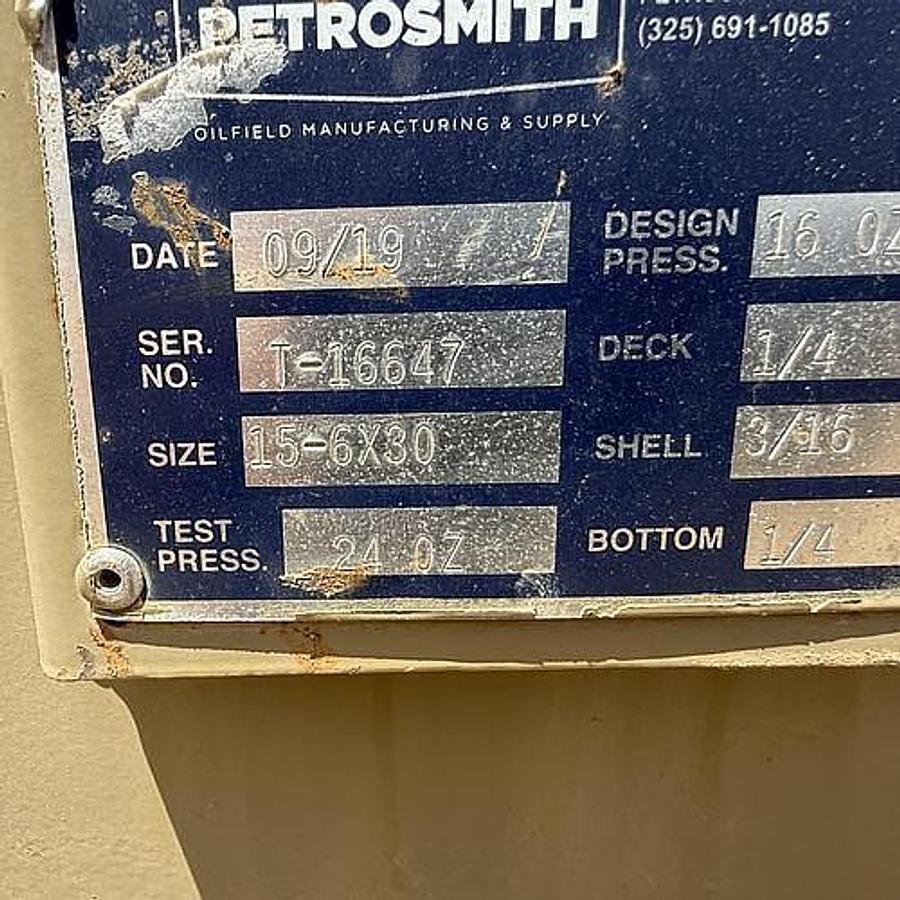 PETROSMITH
(325) 691-1085
OILFIELD MANUFACTURING & SUPPLY
DATE 09/19
DESIGN PRESS. 16 OZ
SER. NO. T-16647
DECK 1/4
SIZE 15-6X30
SHELL 3/16
TEST PRESS. 24 OZ
BOTTOM 1/4